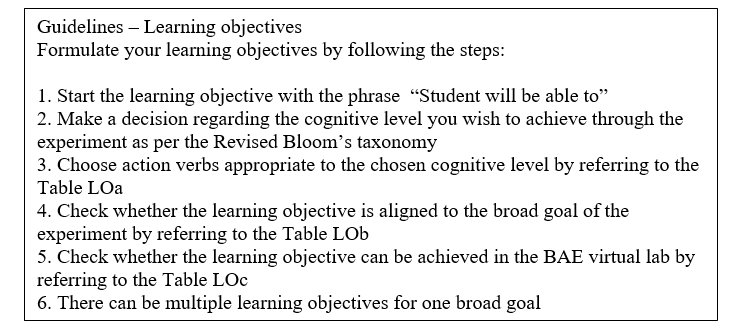 Guidelines – Learning objectives
Formulate your learning objectives by following the steps:
1. Start the learning objective with the phrase  “Student will be able to”
2. Make a decision regarding the cognitive level you wish to achieve through the
experiment as per the Revised Bloom’s taxonomy
3. Choose action verbs appropriate to the chosen cognitive level by referring to the
Table LOa
4. Check whether the learning objective is aligned to the broad goal of the
experiment by referring to the Table LOb
5. Check whether the learning objective can be achieved in the BAE virtual lab by
referring to the Table LOc
6. There can be multiple learning objectives for one broad goal